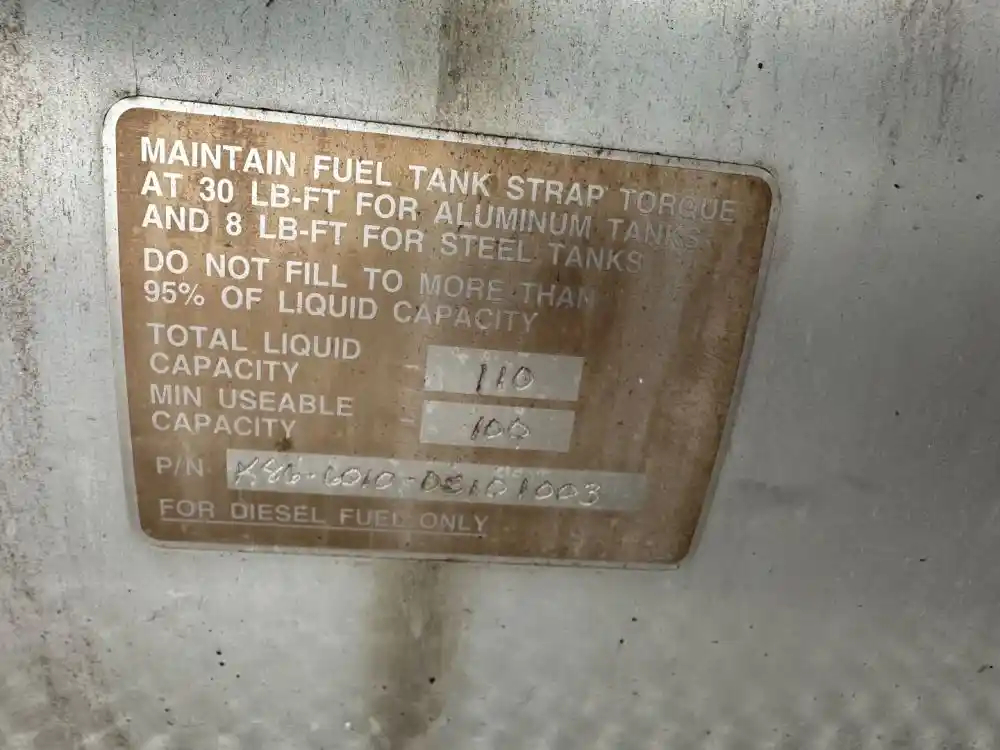 MAINTAIN FUEL TANK STRAP TORQUE
AT 30 LB-FT FOR ALUMINUM TANKS
AND 8 LB-FT FOR STEEL TANKS
DO NOT FILL TO MORE THAN
95% OF LIQUID CAPACITY
TOTAL LIQUID
CAPACITY 110
MIN USEABLE
CAPACITY 100
P/N
FOR DIESEL FUEL ONLY